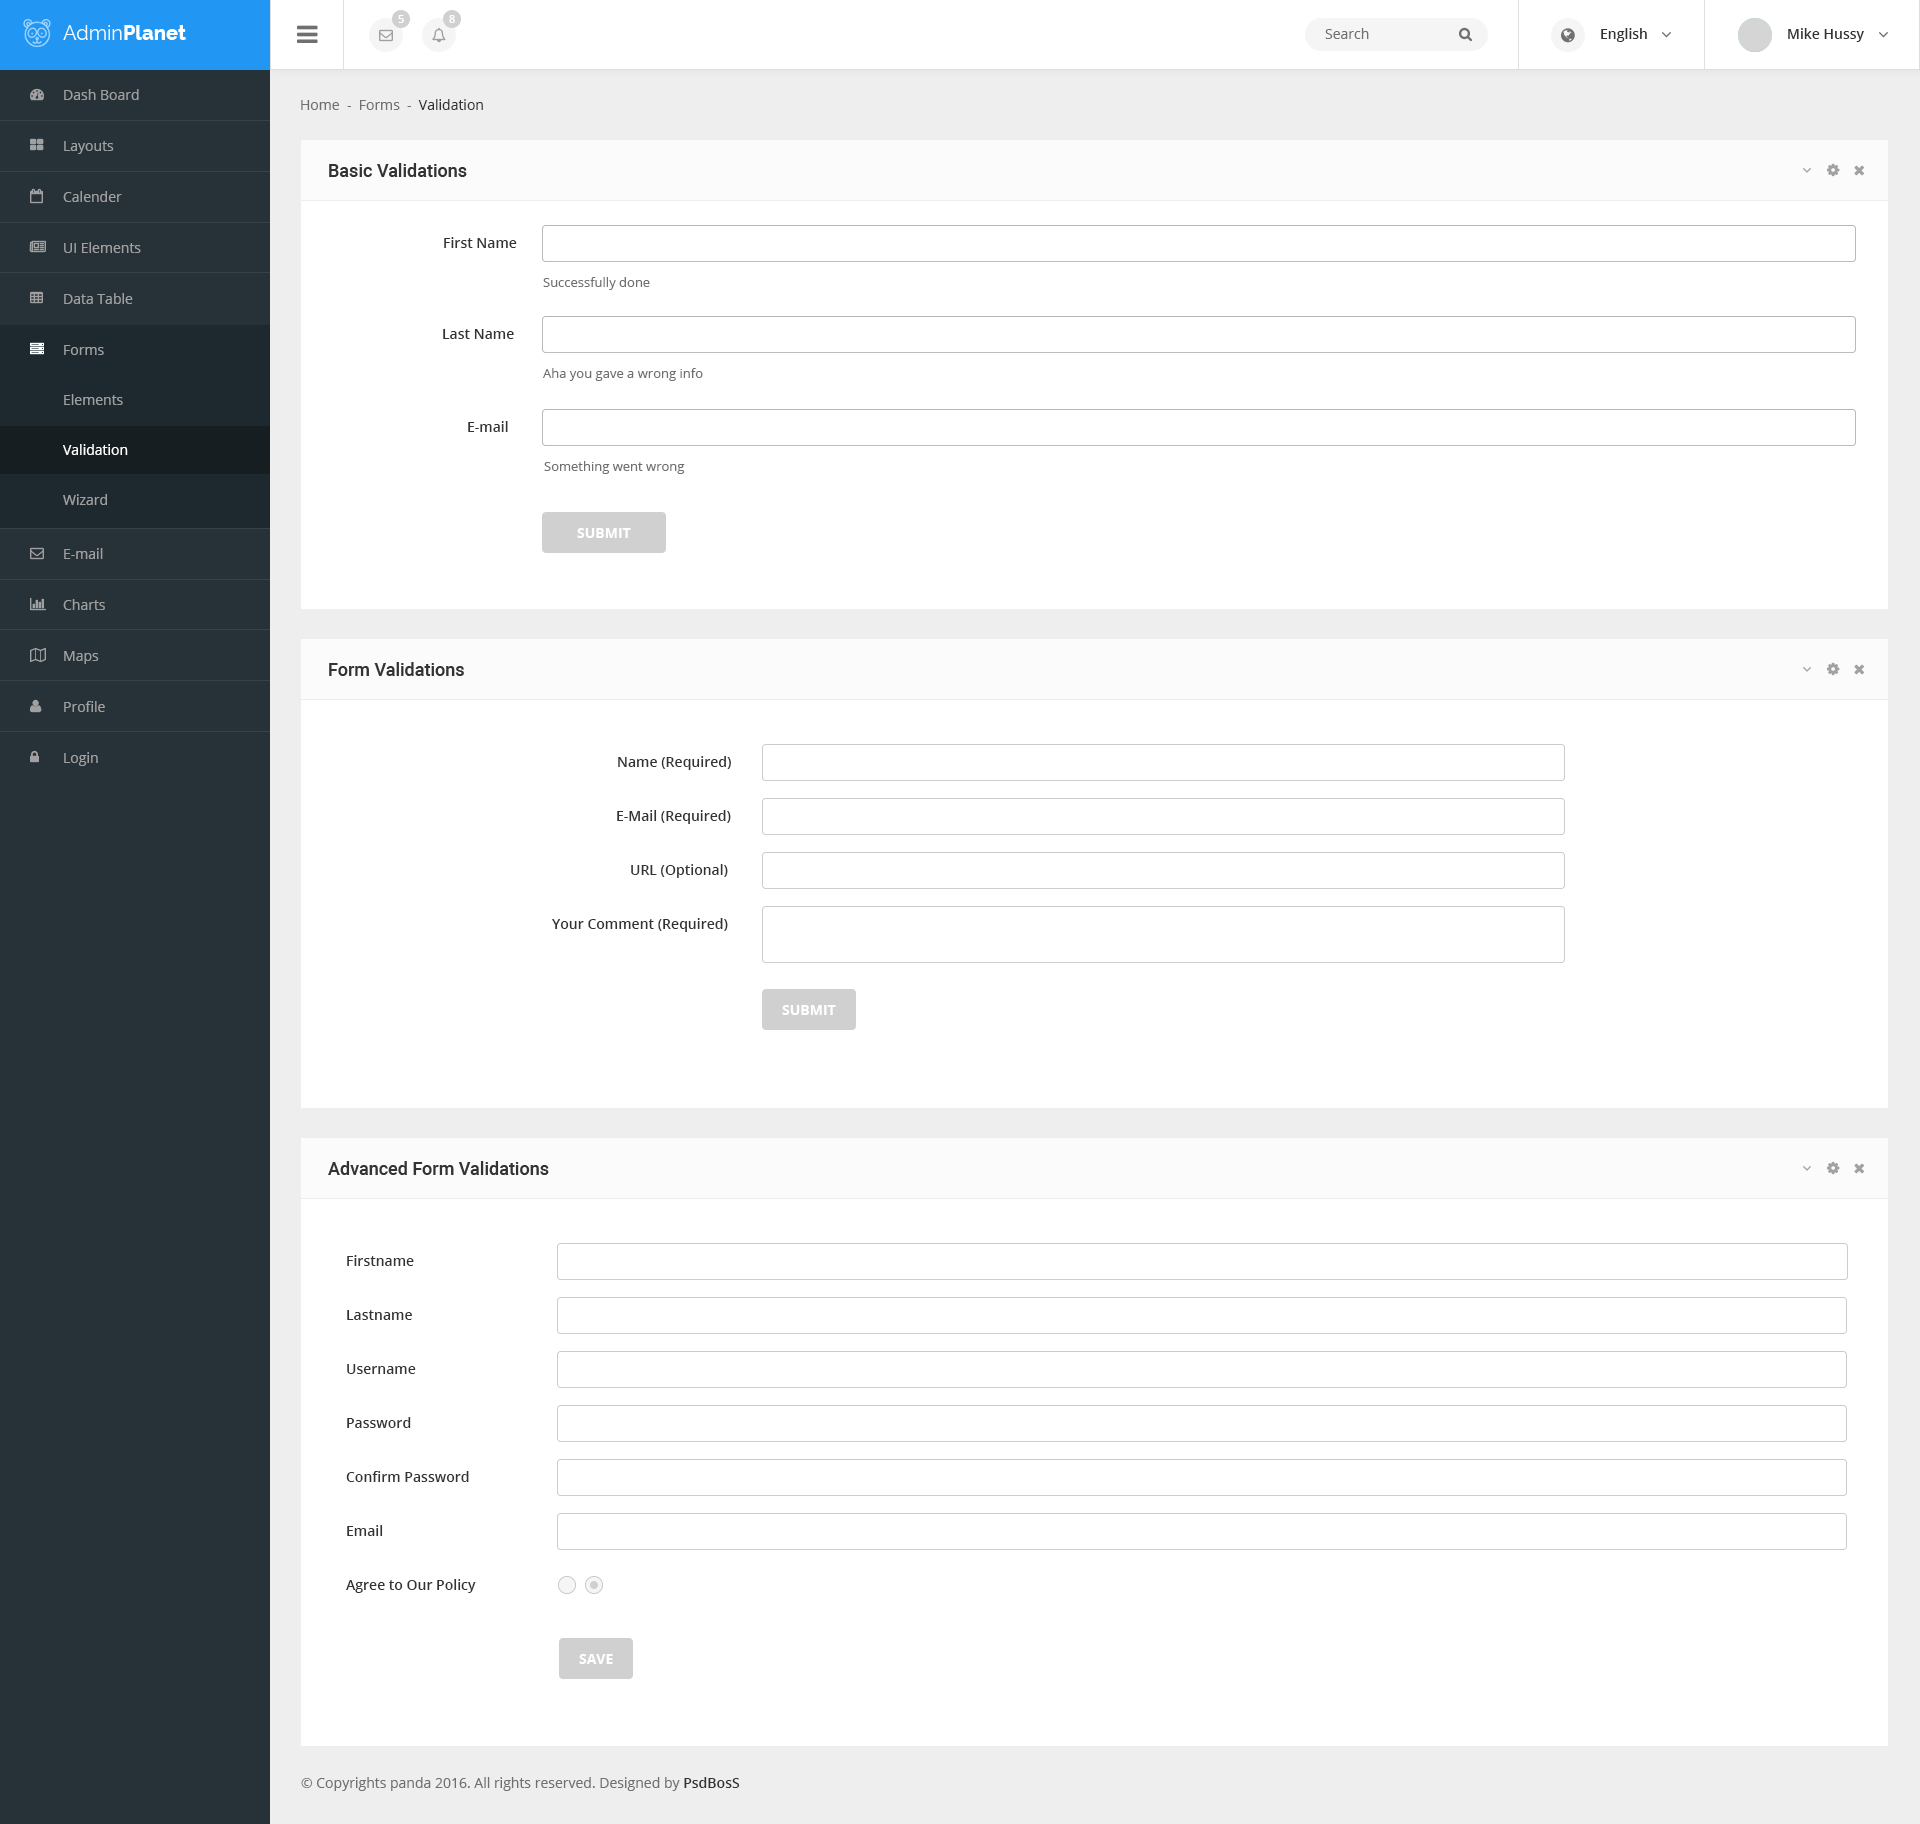 AdminPlanet
5
8
Search
English
Mike Hussy
Dash Board
Layouts
Calender
UI Elements
Data Table
Forms
Elements
Validation
Wizard
E-mail
Charts
Maps
Profile
Login
Home - Forms - Validation
Basic Validations
First Name
Successfully done
Last Name
Aha you gave a wrong info
E-mail
Something went wrong
SUBMIT
Form Validations
Name (Required)
E-Mail (Required)
URL (Optional)
Your Comment (Required)
SUBMIT
Advanced Form Validations
Firstname
Lastname
Username
Password
Confirm Password
Email
Agree to Our Policy
SAVE
© Copyrights panda 2016. All rights reserved. Designed by PsdBosS